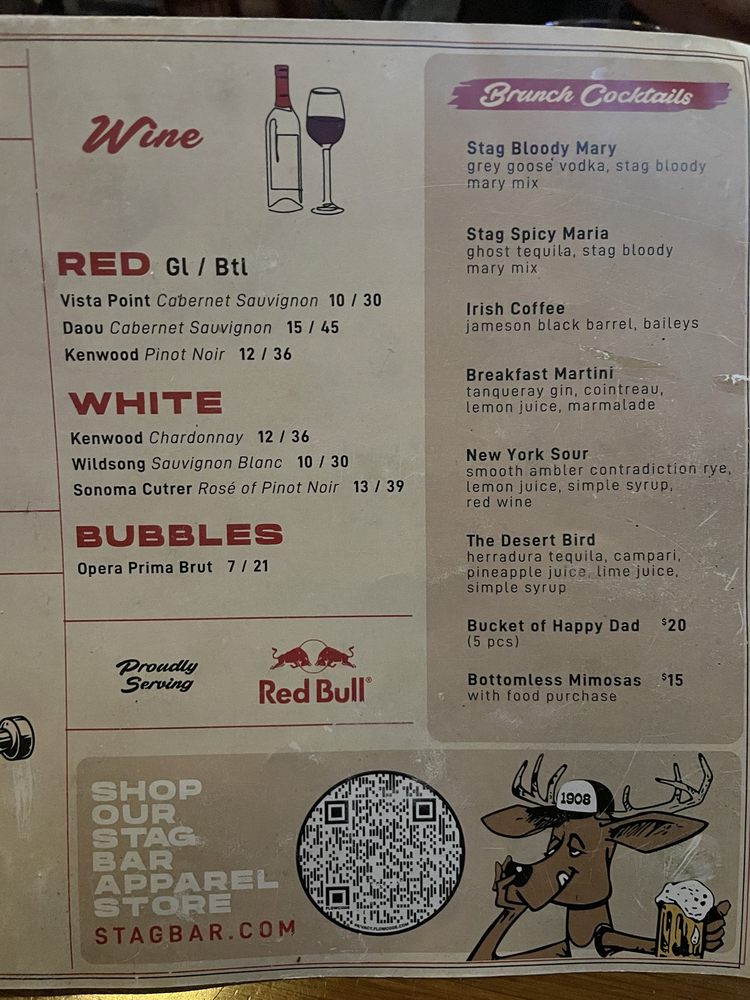 Wine
RED Gl / Btl
Vista Point Cabernet Sauvignon 10 / 30
Daou Cabernet Sauvignon 15 / 45
Kenwood Pinot Noir 12 / 36
WHITE
Kenwood Chardonnay 12 / 36
Wildsong Sauvignon Blanc 10 / 30
Sonoma Cutrer Rosé of Pinot Noir 13 / 39
BUBBLES
Opera Prima Brut 7 / 21
Proudly
Serving
Red Bull®
Brunch Cocktails
Stag Bloody Mary
grey goose vodka, stag bloody
mary mix
Stag Spicy Maria
ghost tequila, stag bloody
mary mix
Irish Coffee
jameson black barrel, baileys
Breakfast Martini
tanqueray gin, cointreau,
lemon juice, marmalade
New York Sour
smooth ambler contradiction rye,
lemon juice, simple syrup,
red wine
The Desert Bird
herradura tequila, campari,
pineapple juice, lime juice,
simple syrup
Bucket of Happy Dad $20
(5 pcs)
Bottomless Mimosas $15
with food purchase
SHOP
OUR
STAG
BAR
APPAREL
STORE
STAGBAR.COM
FLOWCODE
PRIVACY.FLOWCODE.COM
1908